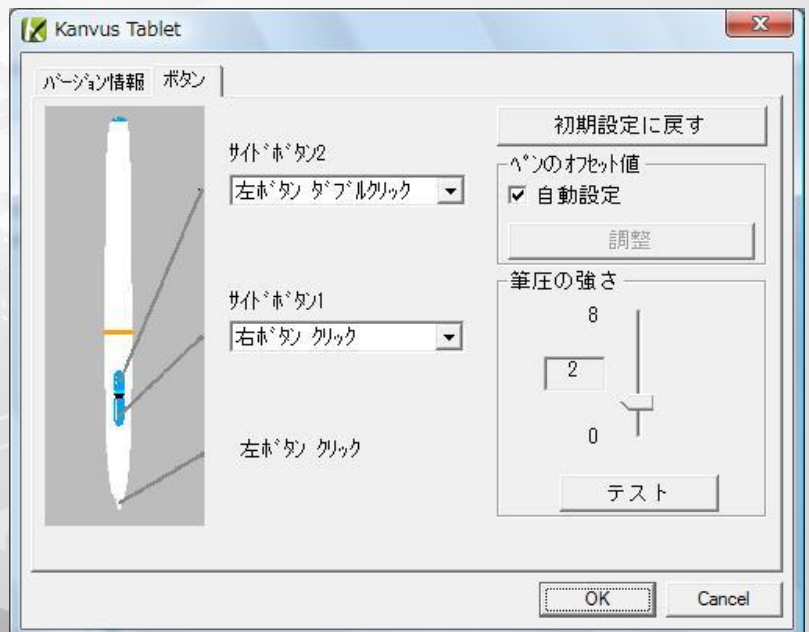 Kanvus Tablet
バージョン情報
ボタン
サイドボタン2
左ボタン ダブルクリック
サイドボタン1
右ボタン クリック
左ボタン クリック
初期設定に戻す
ペンのオフセット値
自動設定
調整
筆圧の強さ
8
2
0
テスト
OK
Cancel